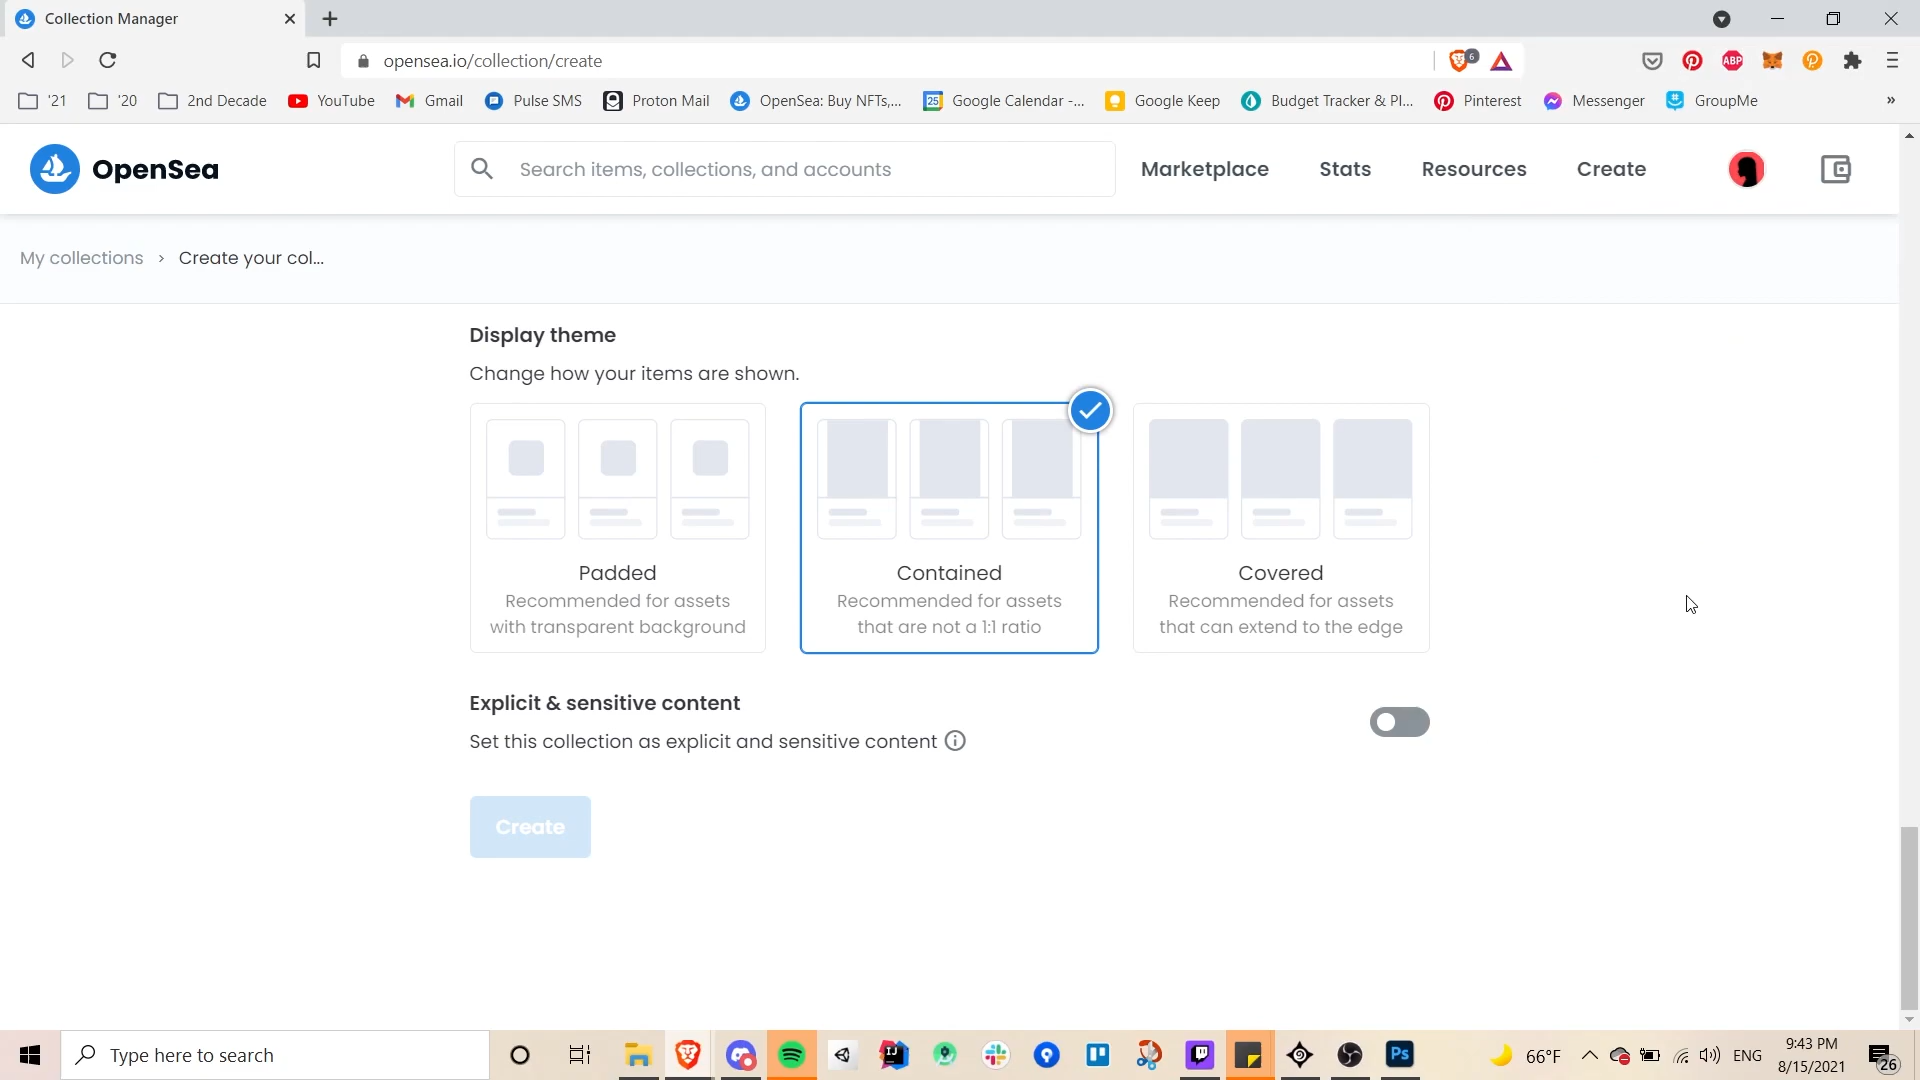 Collection Manager
opensea.io/collection/create
6
ABP
'21
'20
2nd Decade
YouTube
Gmail
Pulse SMS
Proton Mail
OpenSea: Buy NFTs,...
25
Google Calendar -...
Google Keep
Budget Tracker & Pl...
Pinterest
Messenger
GroupMe
»
OpenSea
Search items, collections, and accounts
Marketplace
Stats
Resources
Create
My collections › Create your col...
Display theme
Change how your items are shown.
Padded
Recommended for assets
with transparent background
Contained
Recommended for assets
that are not a 1:1 ratio
Covered
Recommended for assets
that can extend to the edge
Explicit & sensitive content
Set this collection as explicit and sensitive content
Create
Type here to search
IJ
Ps
66°F
ENG
9:43 PM
8/15/2021
26